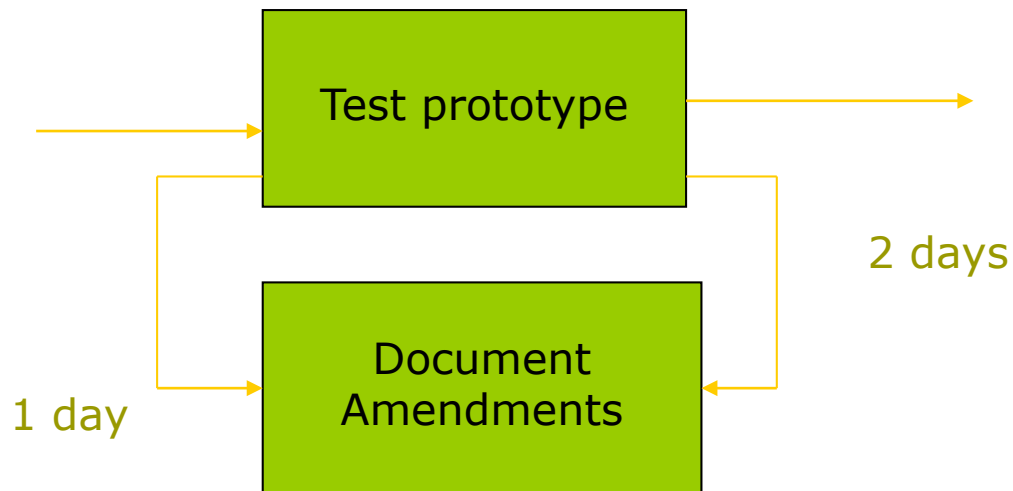 Test prototype
2 days
Document
Amendments
1 day